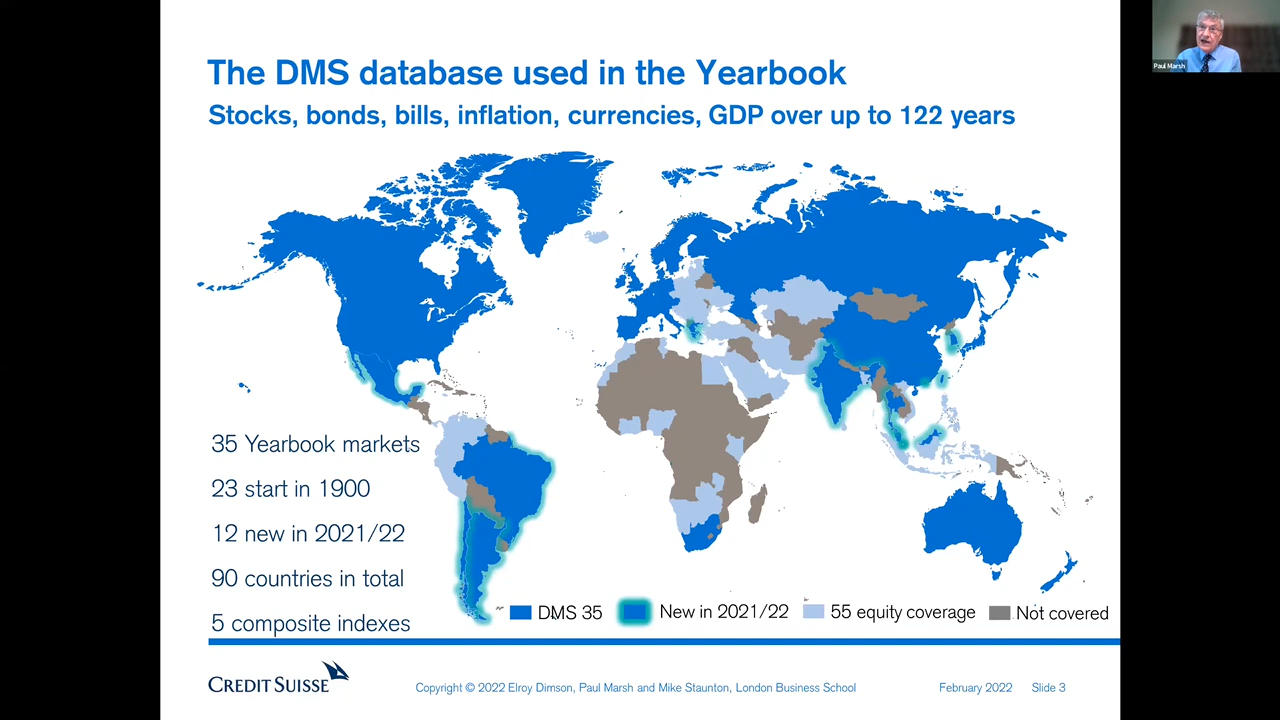 The DMS database used in the Yearbook
Stocks, bonds, bills, inflation, currencies, GDP over up to 122 years
Paul Marsh
35 Yearbook markets
23 start in 1900
12 new in 2021/22
90 countries in total
5 composite indexes
DMS 35
New in 2021/22
55 equity coverage
Not covered
CREDIT SUISSE
Copyright © 2022 Elroy Dimson, Paul Marsh and Mike Staunton, London Business School
February 2022
Slide 3